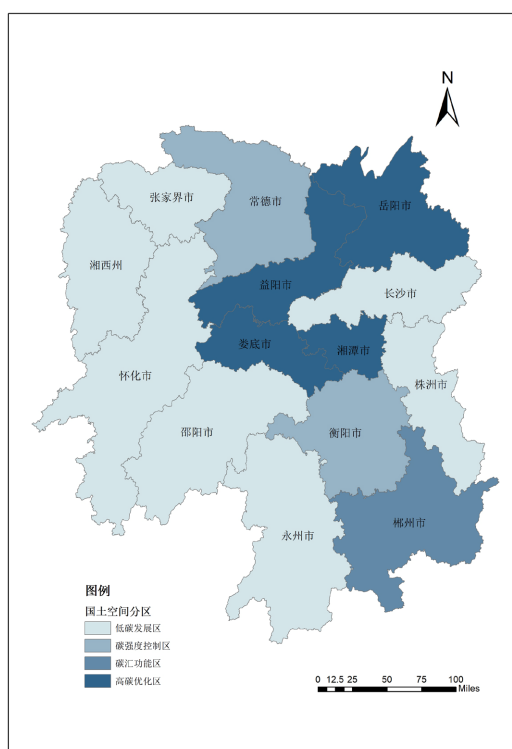 N
张家界市
常德市
岳阳市
湘西州
益阳市
长沙市
娄底市
湘潭市
怀化市
株洲市
邵阳市
衡阳市
郴州市
永州市
图例
国土空间分区
低碳发展区
碳强度控制区
碳汇功能区
高碳优化区
0 12.5 25 50 75 100
Miles